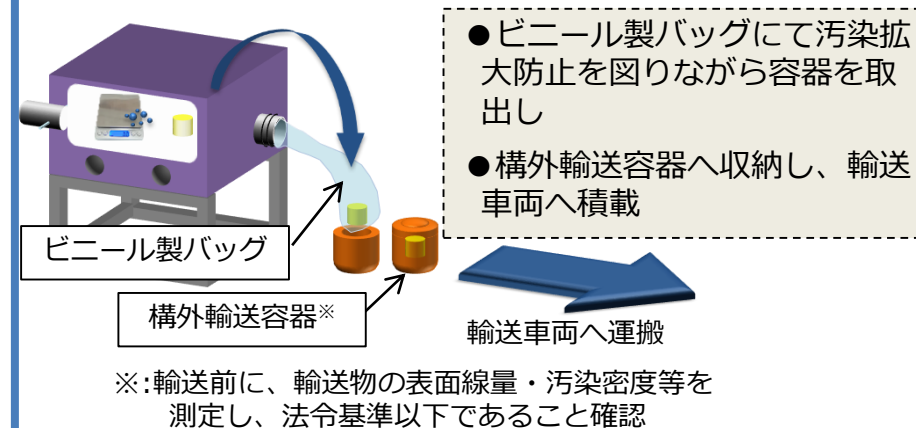 ●ビニール製バッグにて汚染拡
大防止を図りながら容器を取
出し
●構外輸送容器へ収納し、輸送
車両へ積載
ビニール製バッグ
構外輸送容器※
輸送車両へ運搬
※:輸送前に、輸送物の表面線量・汚染密度等を
測定し、法令基準以下であること確認